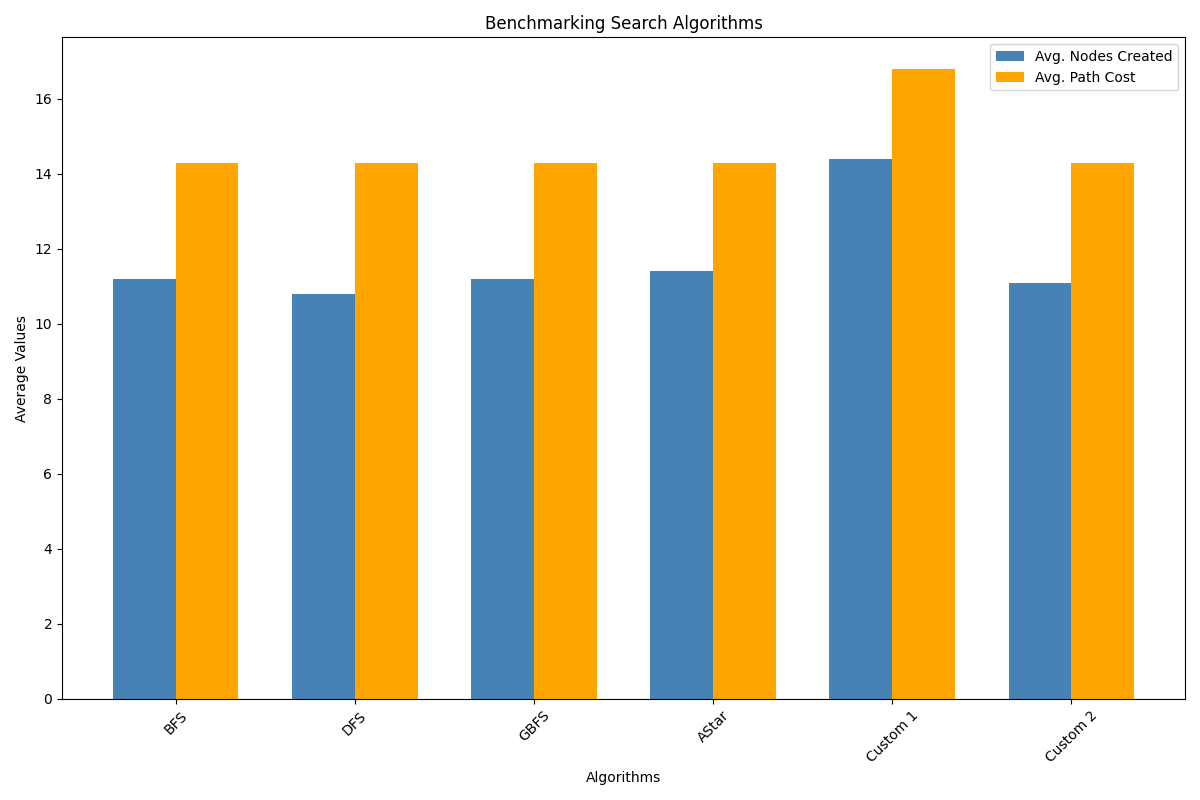 Benchmarking Search Algorithms
Avg. Nodes Created
Avg. Path Cost
16
14
12
10
8
6
4
2
0
Average Values
BFS
DFS
GBFS
AStar
Custom 1
Custom 2
Algorithms